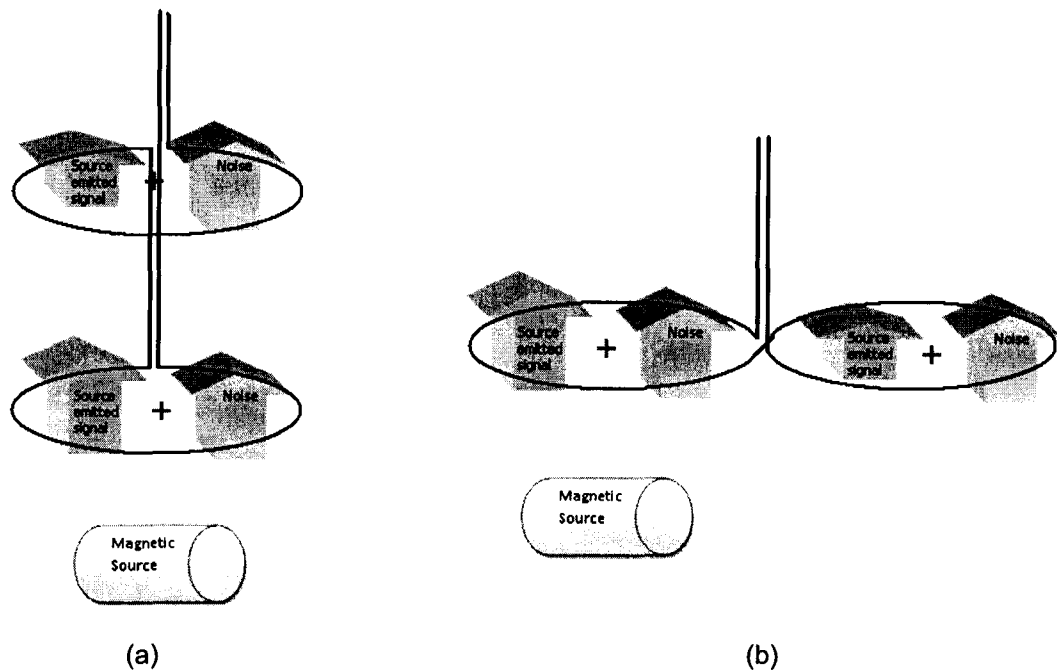 Source
emitted
signal
+
Noise
Source
emitted
signal
+
Noise
Magnetic
Source
(a)
Source
emitted
signal
+
Noise
Source
emitted
signal
+
Noise
Magnetic
Source
(b)